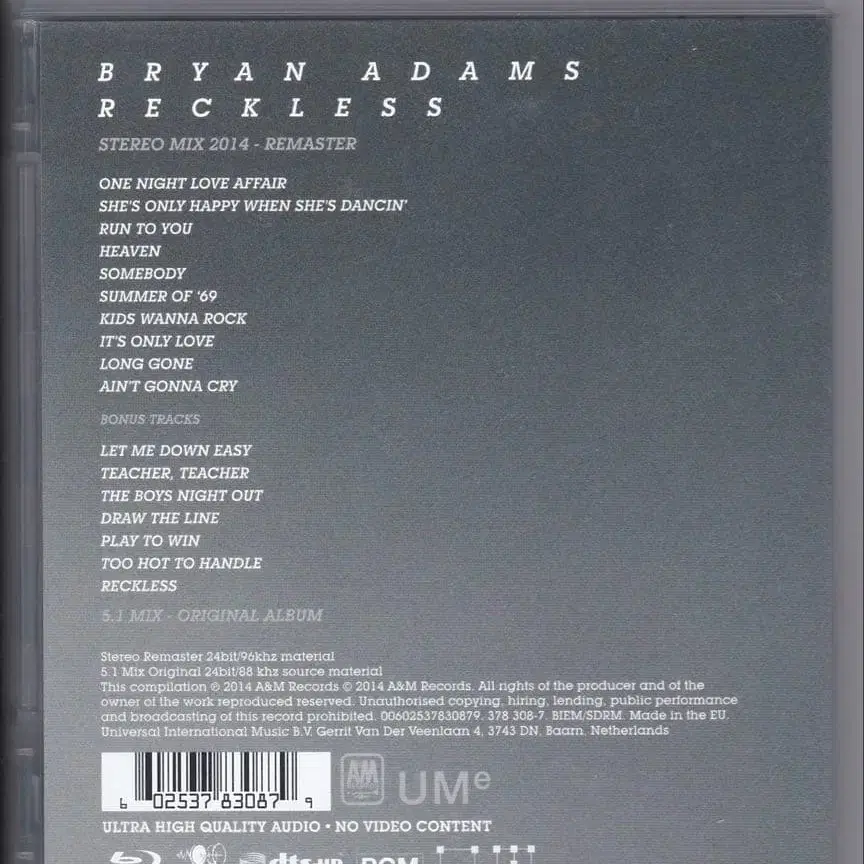 BRYAN ADAMS
RECKLESS
STEREO MIX 2014 - REMASTER
ONE NIGHT LOVE AFFAIR
SHE'S ONLY HAPPY WHEN SHE'S DANCIN'
RUN TO YOU
HEAVEN
SOMEBODY
SUMMER OF '69
KIDS WANNA ROCK
IT'S ONLY LOVE
LONG GONE
AIN'T GONNA CRY
BONUS TRACKS
LET ME DOWN EASY
TEACHER, TEACHER
THE BOYS NIGHT OUT
DRAW THE LINE
PLAY TO WIN
TOO HOT TO HANDLE
RECKLESS
5.1 MIX - ORIGINAL ALBUM
Stereo Remaster 24bit/96khz material
5.1 Mix Original 24bit/88 khz source material
This compilation ℗ 2014 A&M Records © 2014 A&M Records. All rights of the producer and of the
owner of the work reproduced reserved. Unauthorised copying, hiring, lending, public performance
and broadcasting of this record prohibited. 00602537830879. 378 308-7. BIEM/SDRM. Made in the EU.
Universal International Music B.V. Gerrit Van Der Veenlaan 4, 3743 DN, Baarn, Netherlands
6 02537 83087 9
AM
UMe
ULTRA HIGH QUALITY AUDIO • NO VIDEO CONTENT
dts-HD